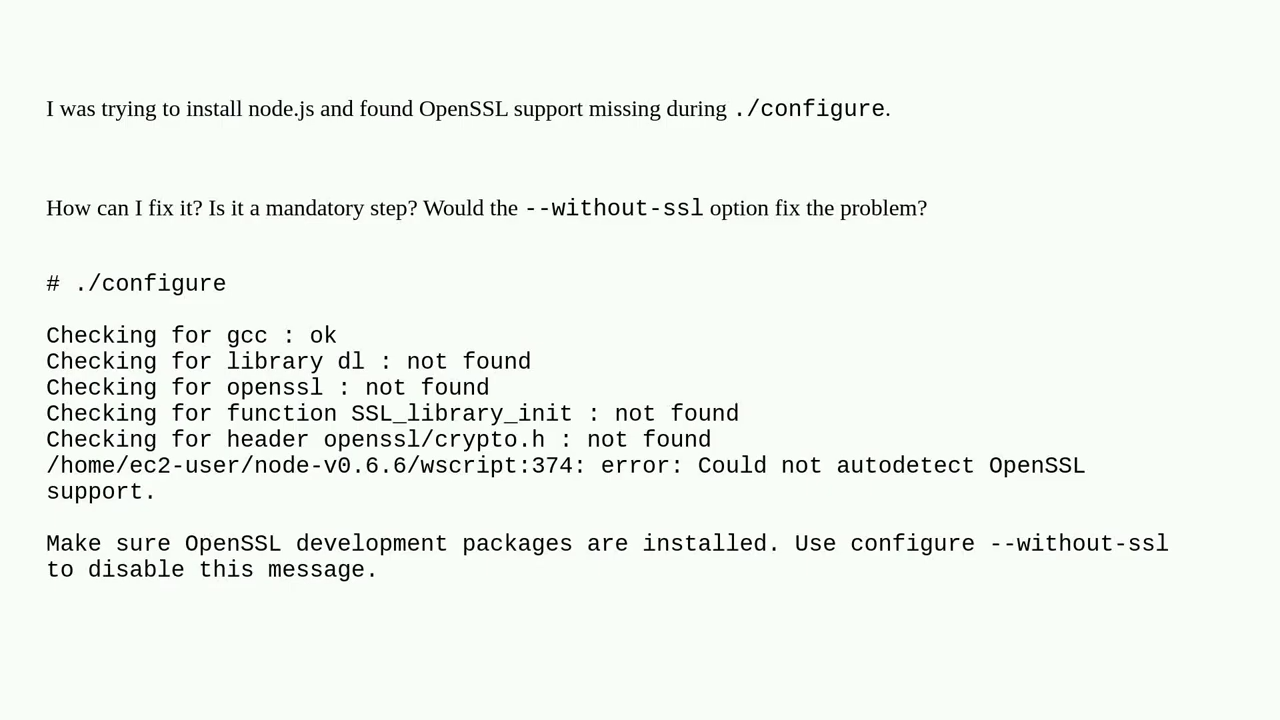 I was trying to install node.js and found OpenSSL support missing during ./configure.
How can I fix it? Is it a mandatory step? Would the --without-ssl option fix the problem?
# ./configure
Checking for gcc : ok
Checking for library dl : not found
Checking for openssl : not found
Checking for function SSL_library_init : not found
Checking for header openssl/crypto.h : not found
/home/ec2-user/node-v0.6.6/wscript:374: error: Could not autodetect OpenSSL
support.
Make sure OpenSSL development packages are installed. Use configure --without-ssl
to disable this message.